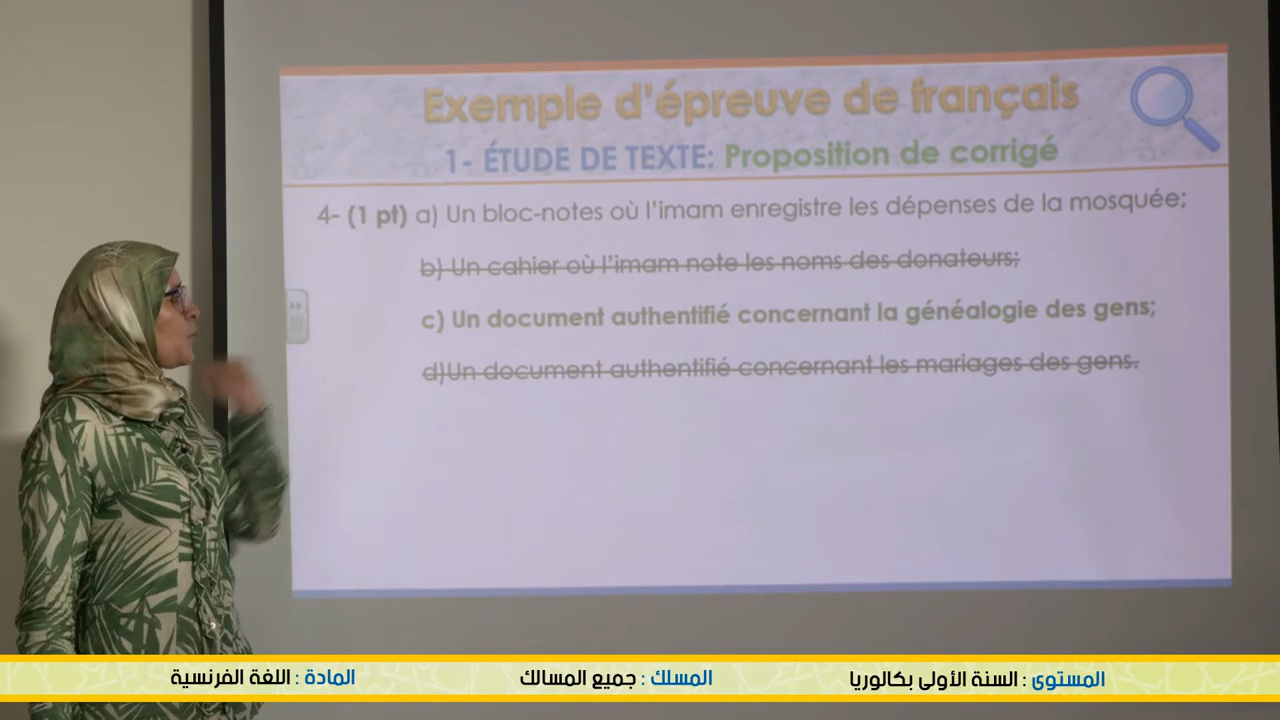 Exemple d'épreuve de français
1- ÉTUDE DE TEXTE: Proposition de corrigé
4- (1 pt) a) Un bloc-notes où l'imam enregistre les dépenses de la mosquée;
b) Un cahier où l'imam note les noms des donateurs;
c) Un document authentifié concernant la généalogie des gens;
d)Un document authentifié concernant les mariages des gens.
المستوى : السنة الأولى بكالوريا
المسلك : جميع المسالك
المادة : اللغة الفرنسية